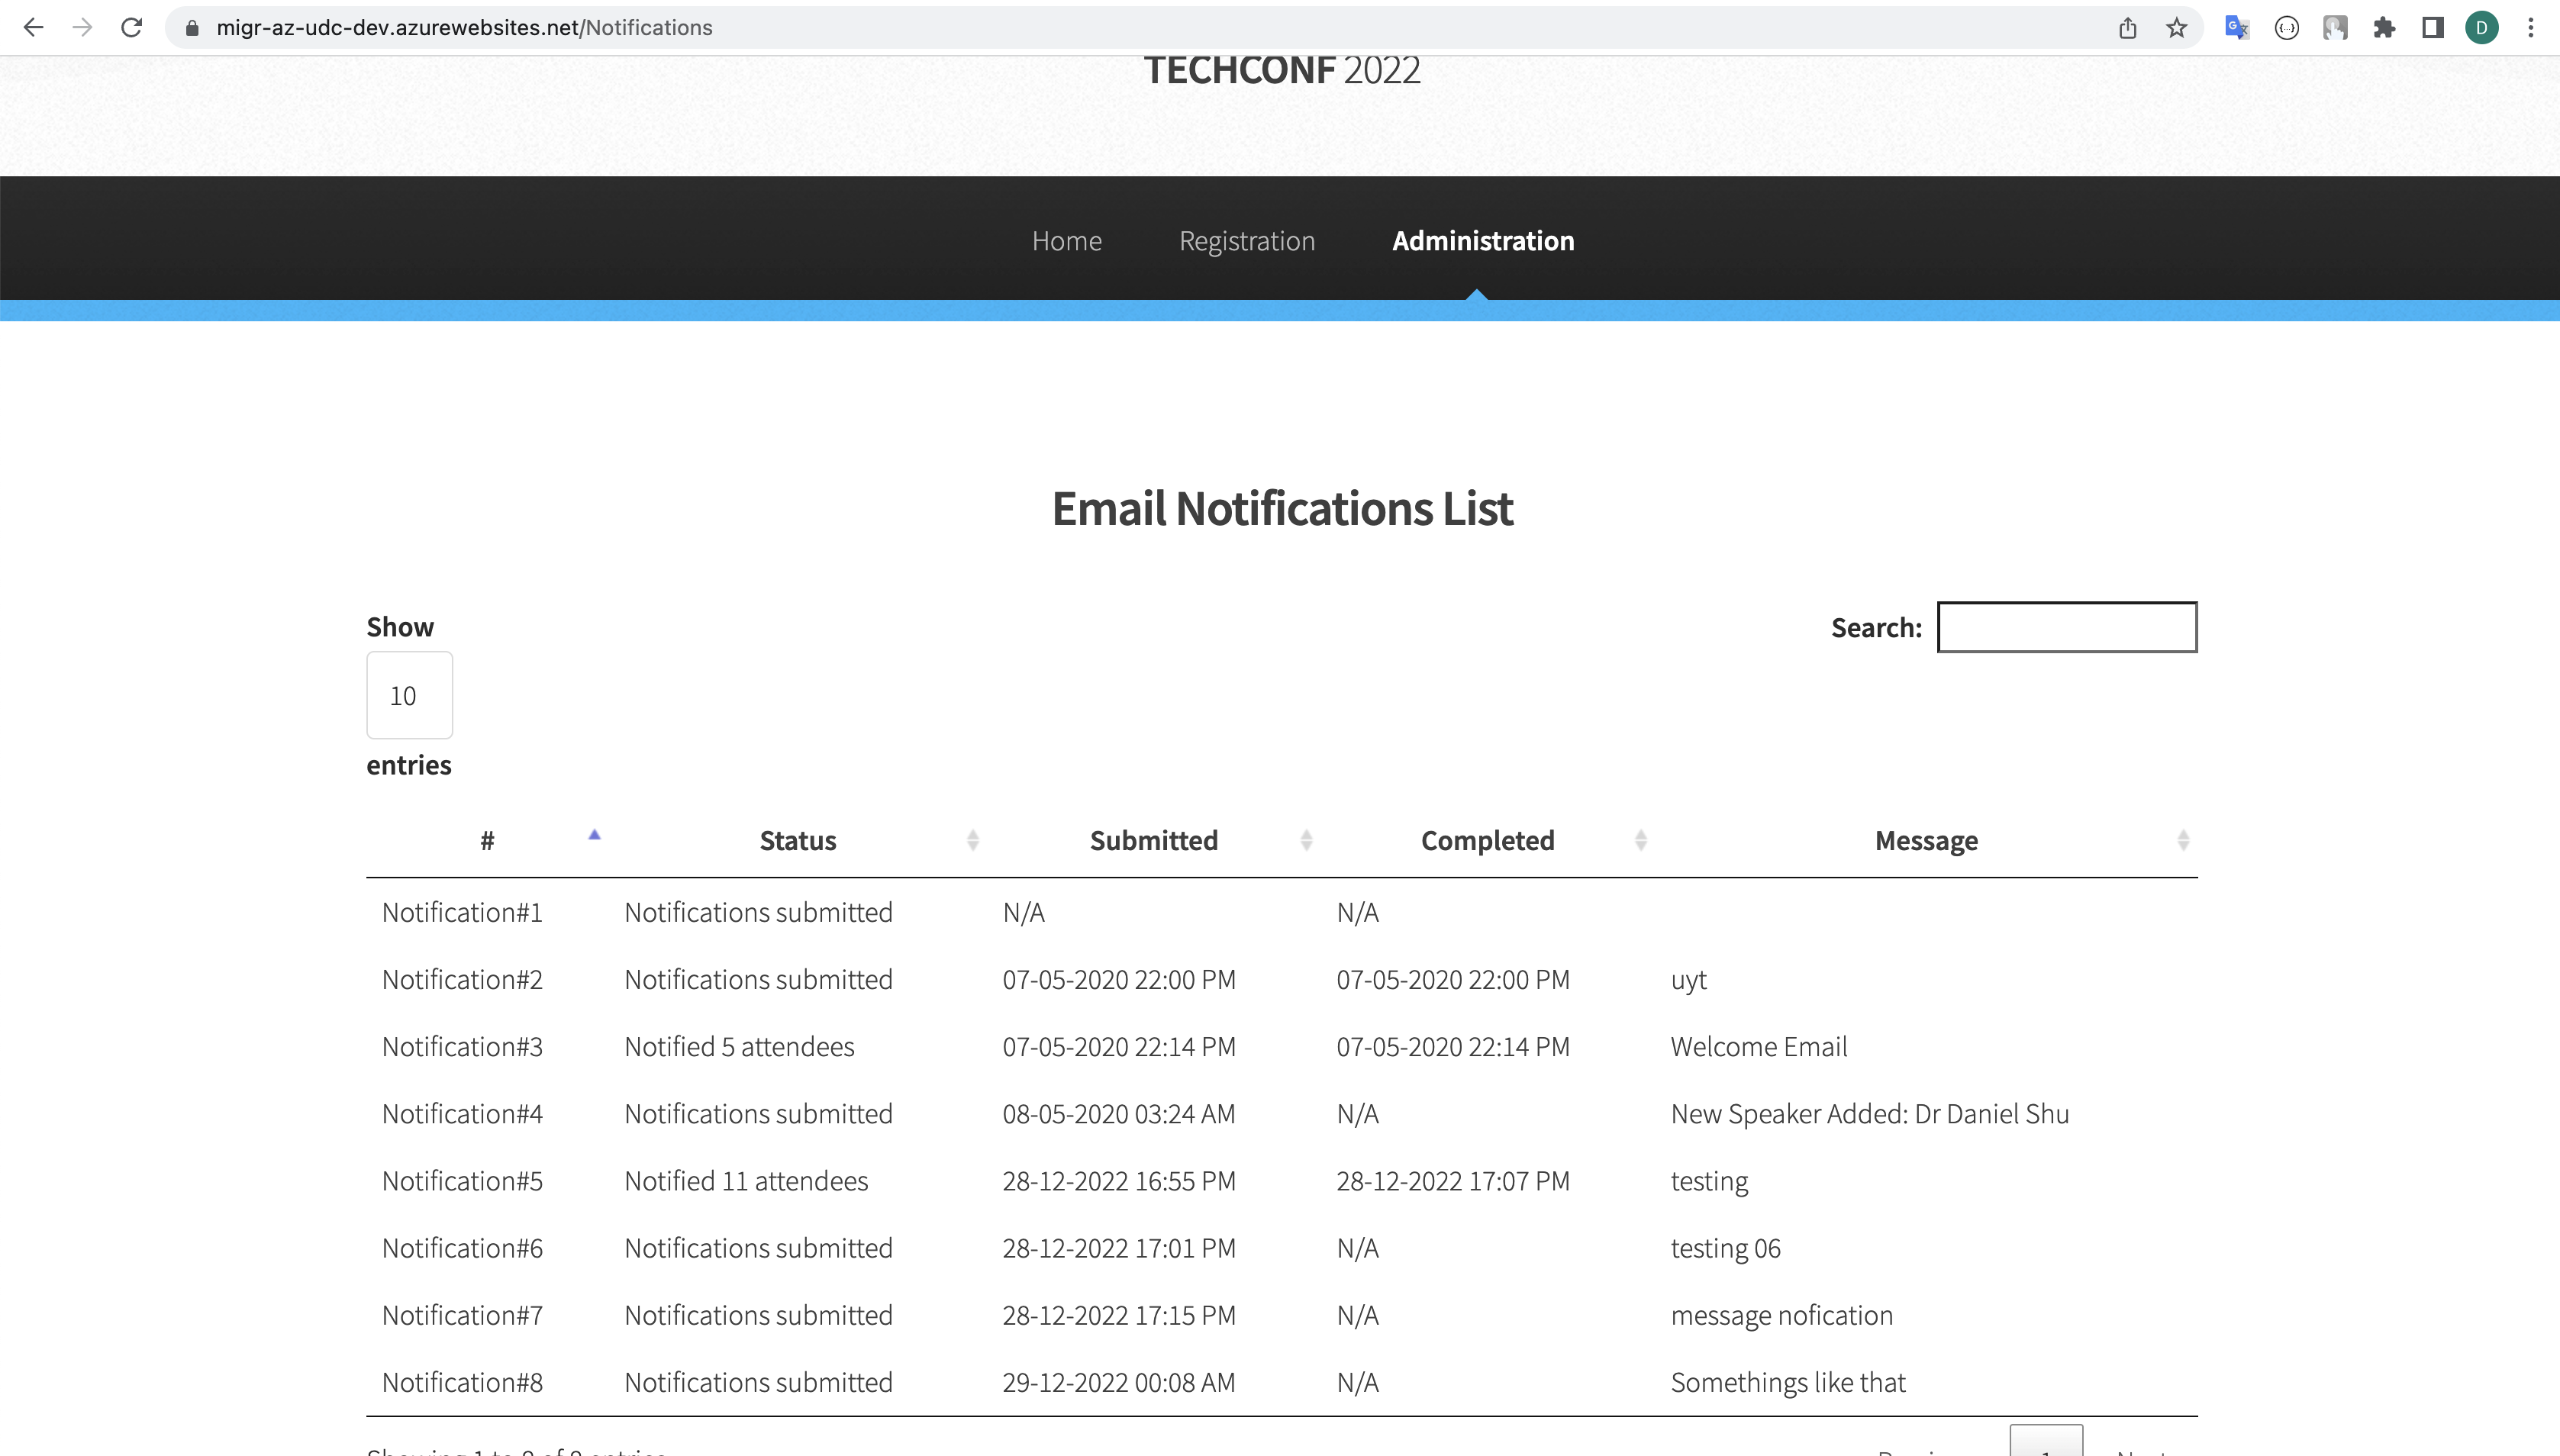 migr-az-udc-dev.azurewebsites.net/Notifications
D
TECHCONF 2022
Home Registration Administration
Email Notifications List
Show
10
entries
Search:
# Status Submitted Completed Message
Notification#1 Notifications submitted N/A N/A
Notification#2 Notifications submitted 07-05-2020 22:00 PM 07-05-2020 22:00 PM uyt
Notification#3 Notified 5 attendees 07-05-2020 22:14 PM 07-05-2020 22:14 PM Welcome Email
Notification#4 Notifications submitted 08-05-2020 03:24 AM N/A New Speaker Added: Dr Daniel Shu
Notification#5 Notified 11 attendees 28-12-2022 16:55 PM 28-12-2022 17:07 PM testing
Notification#6 Notifications submitted 28-12-2022 17:01 PM N/A testing 06
Notification#7 Notifications submitted 28-12-2022 17:15 PM N/A message nofication
Notification#8 Notifications submitted 29-12-2022 00:08 AM N/A Somethings like that